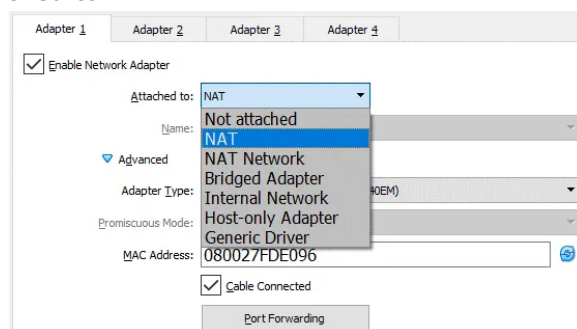 Adapter 1 Adapter 2 Adapter 3 Adapter 4
Enable Network Adapter
Attached to: NAT
Not attached
Name:
NAT
Advanced
NAT Network
Bridged Adapter
Adapter Type: 40EM)
Internal Network
Promiscuous Mode: Host-only Adapter
Generic Driver
MAC Address: 080027FDE096
Cable Connected
Port Forwarding